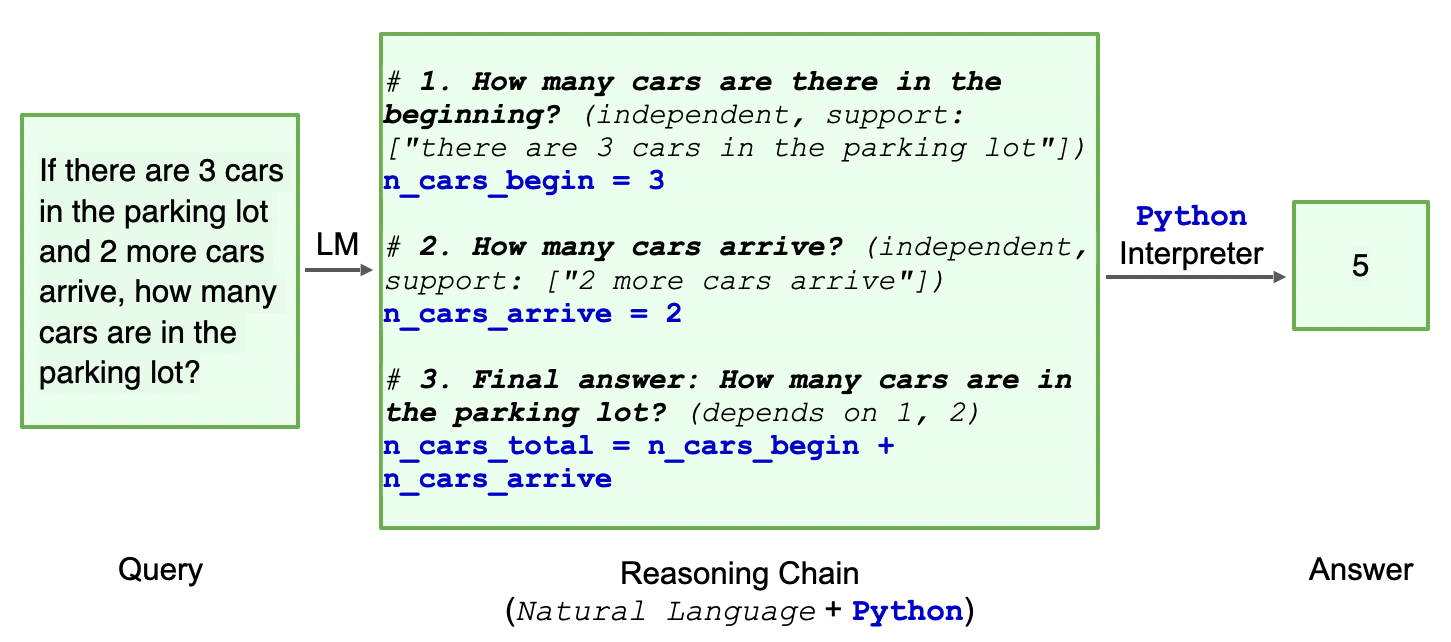 If there are 3 cars
in the parking lot
and 2 more cars
arrive, how many
cars are in the
parking lot?
Query
LM
# 1. How many cars are there in the
beginning? (independent, support:
["there are 3 cars in the parking lot"])
n_cars_begin = 3
# 2. How many cars arrive? (independent,
support: ["2 more cars arrive"])
n_cars_arrive = 2
# 3. Final answer: How many cars are in
the parking lot? (depends on 1, 2)
n_cars_total = n_cars_begin +
n_cars_arrive
Reasoning Chain
(Natural Language + Python)
Python
Interpreter
5
Answer